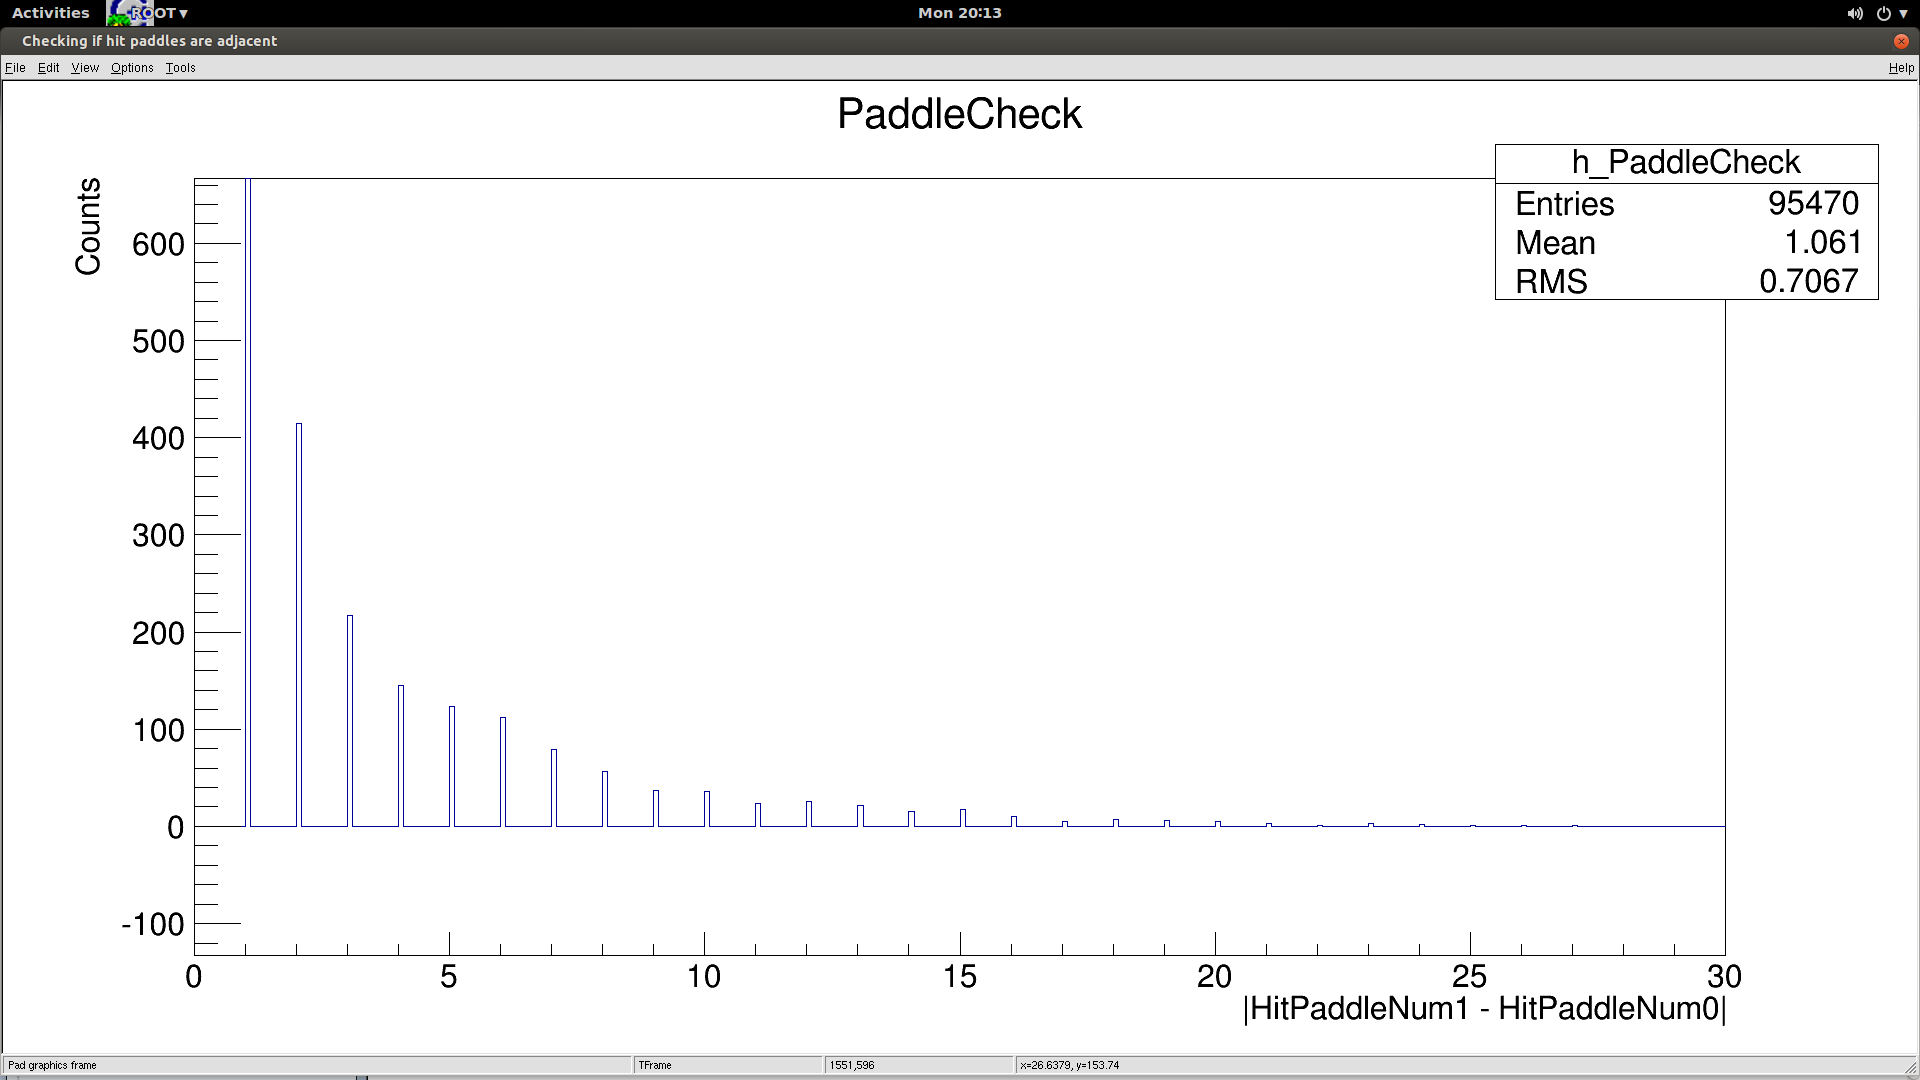 Activities ROOT ▾ Mon 20:13
Checking if hit paddles are adjacent
File Edit View Options Tools Help
PaddleCheck
h_PaddleCheck
Entries 95470
Mean 1.061
RMS 0.7067
Counts
600
500
400
300
200
100
0
-100
0 5 10 15 20 25 30
|HitPaddleNum1 - HitPaddleNum0|
Pad graphics frame TFrame 1551,596 x=26.6379, y=153.74